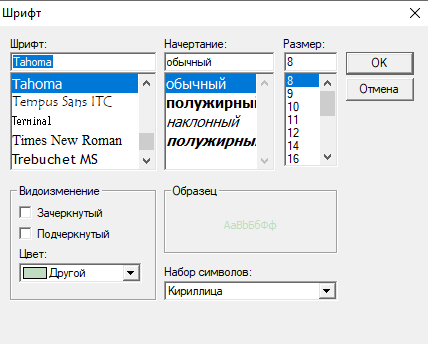 Шрифт
Шрифт:
Tahoma
Tahoma
Tempus Sans ITC
Terminal
Times New Roman
Trebuchet MS
Начертание:
обычный
обычный
полужирны
наклонный
полужирны
Размер:
8
8
9
10
11
12
14
16
OK
Отмена
Видоизменение
Зачеркнутый
Подчеркнутый
Цвет:
Другой
Образец
АаBbБбФф
Набор символов:
Кириллица